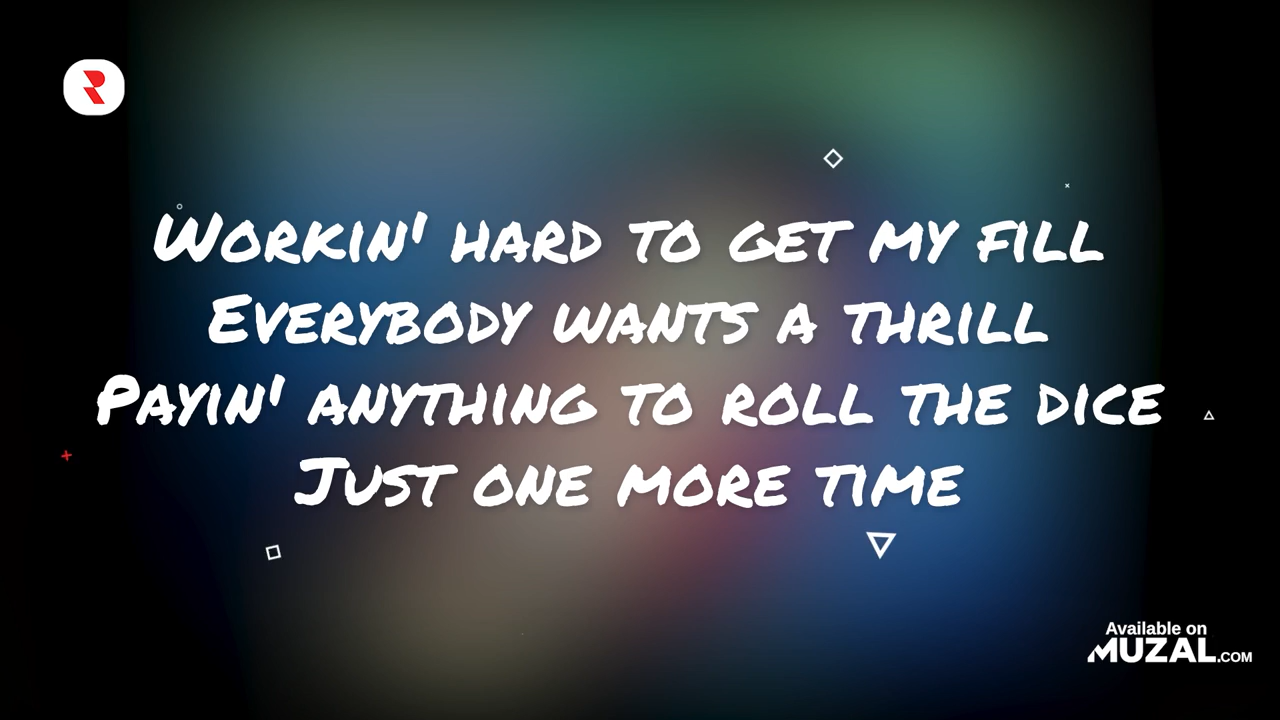 Workin' hard to get my fill
Everybody wants a thrill
Payin' anything to roll the dice
Just one more time
Available on
MUZAL.COM